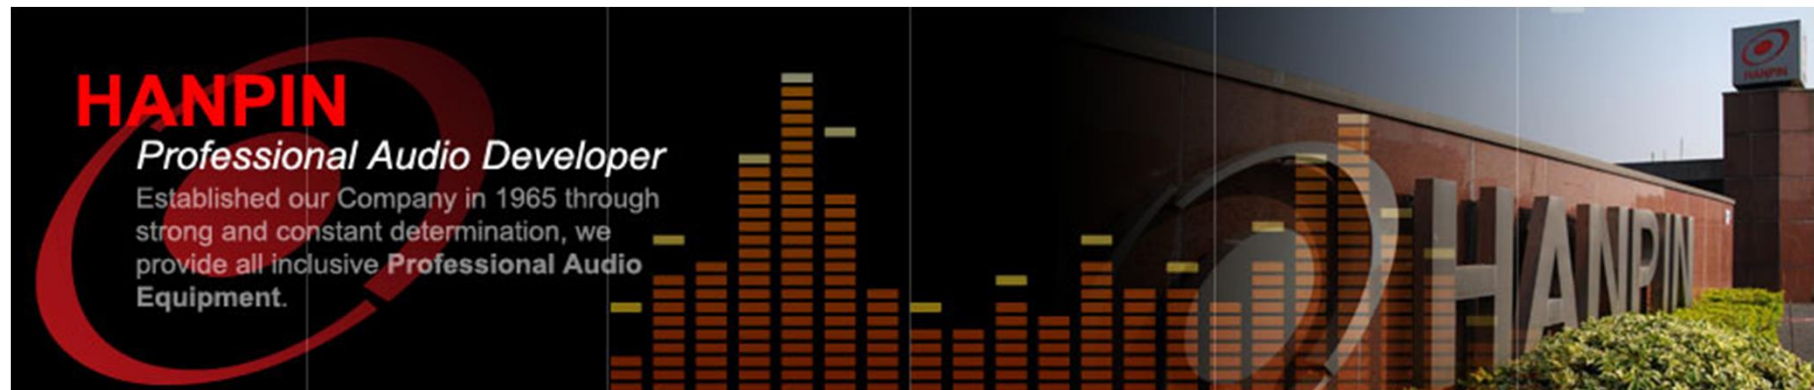 HANPIN
Professional Audio Developer
Established our Company in 1965 through
strong and constant determination, we
provide all inclusive Professional Audio
Equipment.
HANPIN
HANPIN